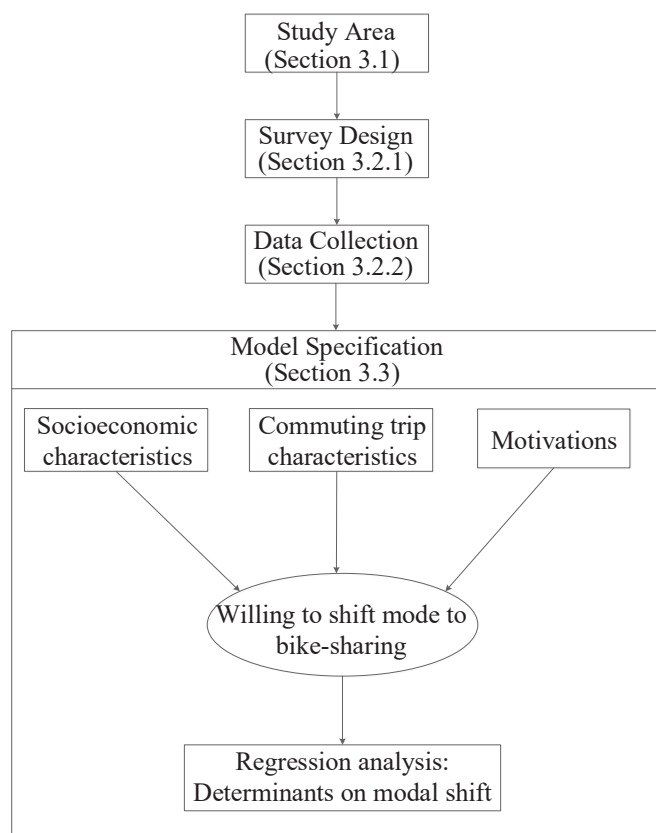 Study Area
(Section 3.1)
Survey Design
(Section 3.2.1)
Data Collection
(Section 3.2.2)
Model Specification
(Section 3.3)
Socioeconomic
characteristics
Commuting trip
characteristics
Motivations
Willing to shift mode to
bike-sharing
Regression analysis:
Determinants on modal shift